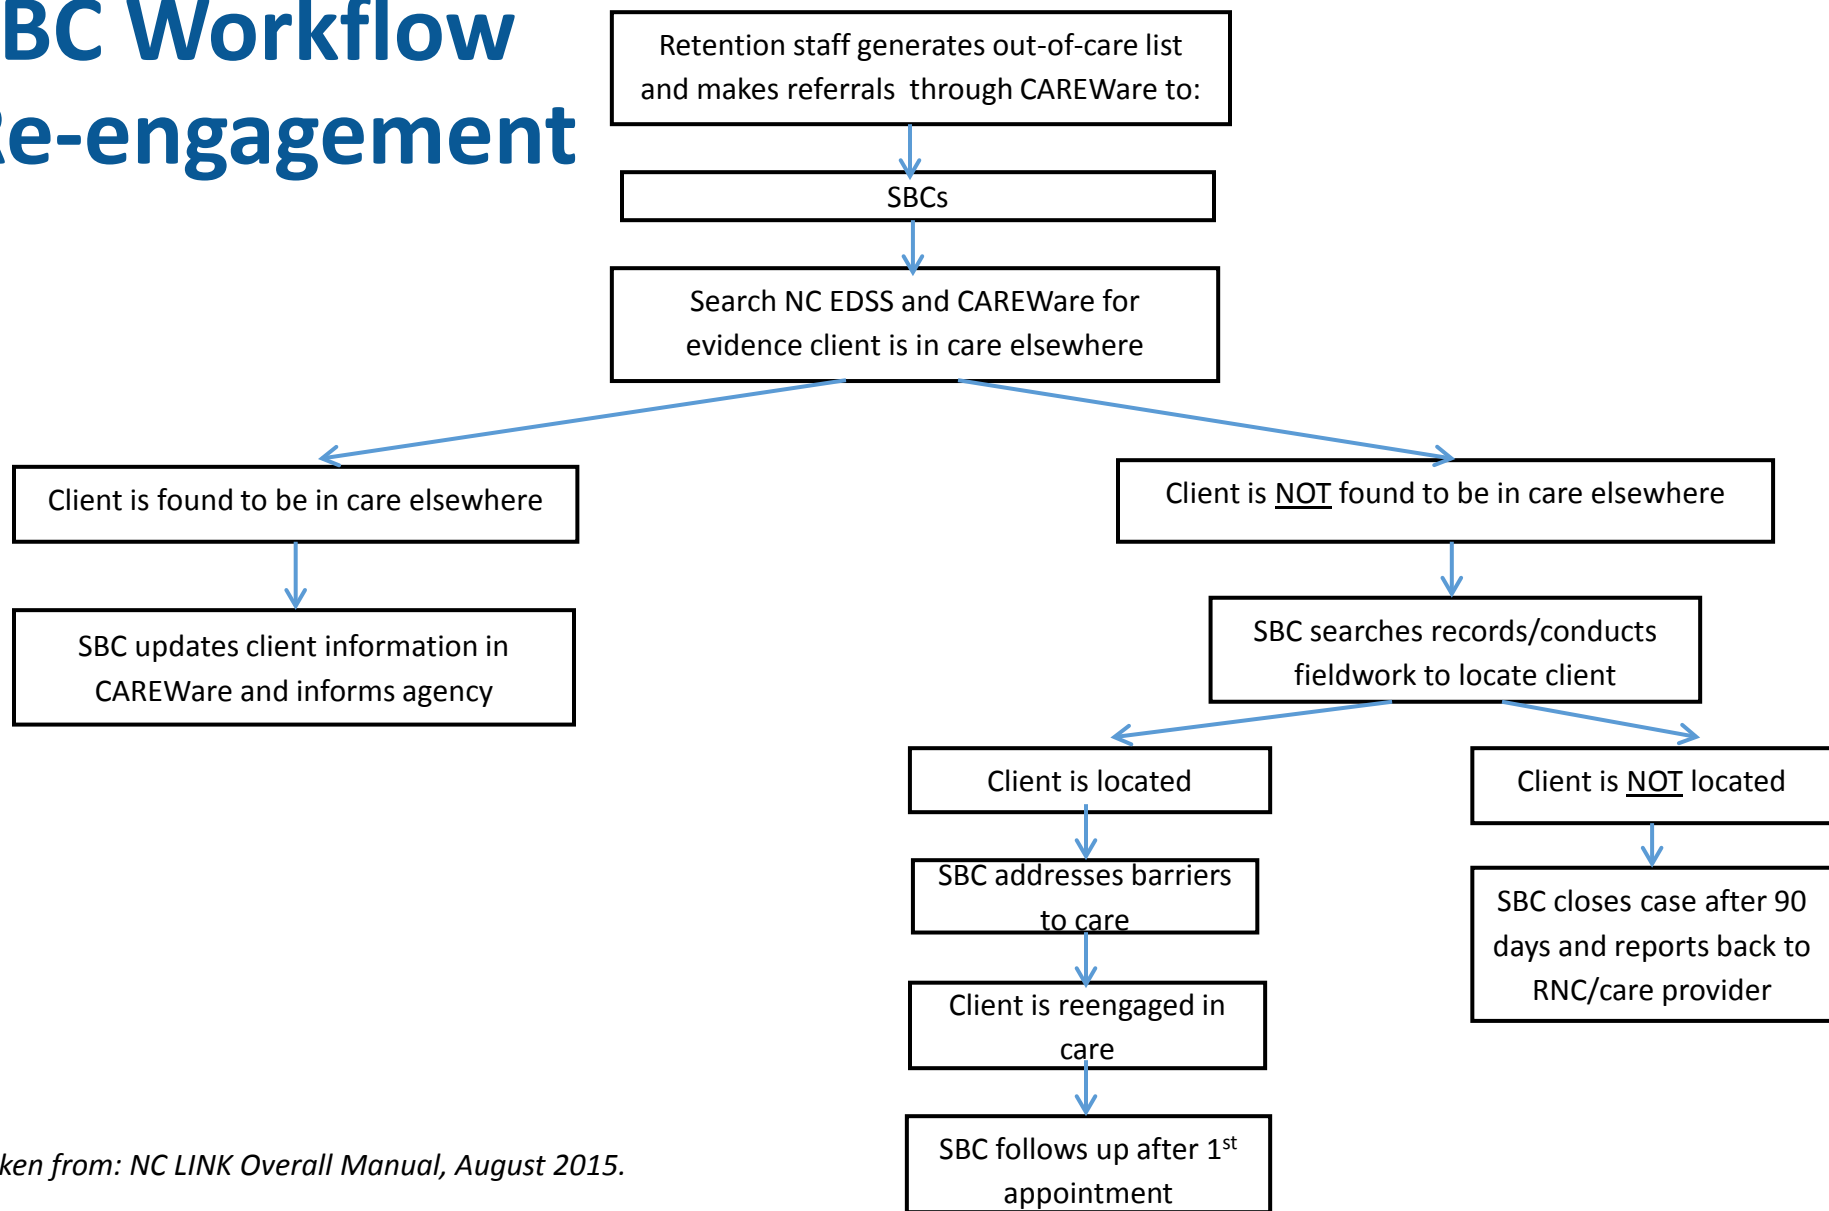 BC Workflow
Re-engagement
Retention staff generates out-of-care list
and makes referrals through CAREWare to:
SBCs
Search NC EDSS and CAREWare for
evidence client is in care elsewhere
Client is found to be in care elsewhere
SBC updates client information in
CAREWare and informs agency
Client is NOT found to be in care elsewhere
SBC searches records/conducts
fieldwork to locate client
Client is located
SBC addresses barriers
to care
Client is reengaged in
care
SBC follows up after 1st
appointment
Client is NOT located
SBC closes case after 90
days and reports back to
RNC/care provider
ken from: NC LINK Overall Manual, August 2015.